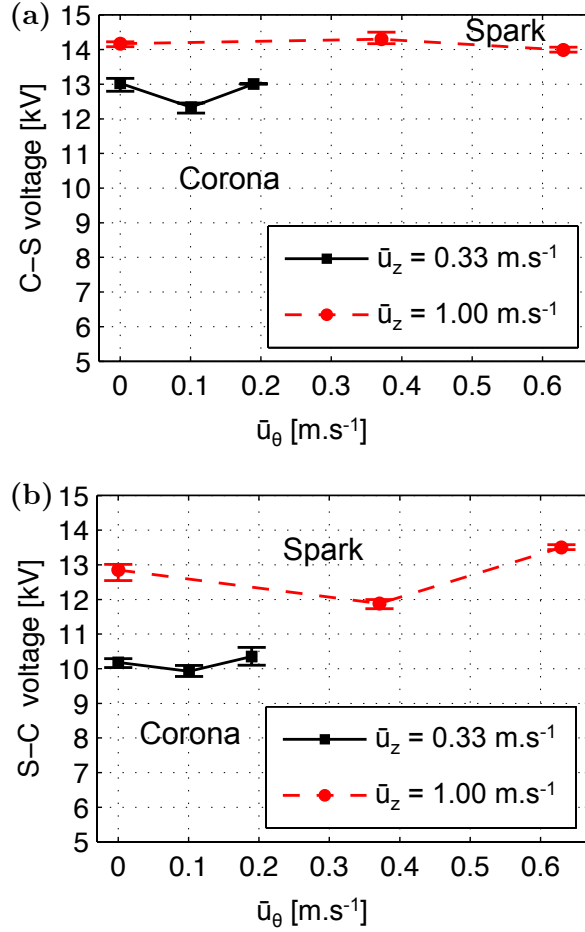 (a)
Spark
15
14
13
12
11
10
9
8
7
6
5
C–S voltage [kV]
Corona
ū_z = 0.33 m.s⁻¹
ū_z = 1.00 m.s⁻¹
0 0.1 0.2 0.3 0.4 0.5 0.6
ū_θ [m.s⁻¹]
(b)
15
14
13
12
11
10
9
8
7
6
5
S–C voltage [kV]
Spark
Corona
ū_z = 0.33 m.s⁻¹
ū_z = 1.00 m.s⁻¹
0 0.1 0.2 0.3 0.4 0.5 0.6
ū_θ [m.s⁻¹]